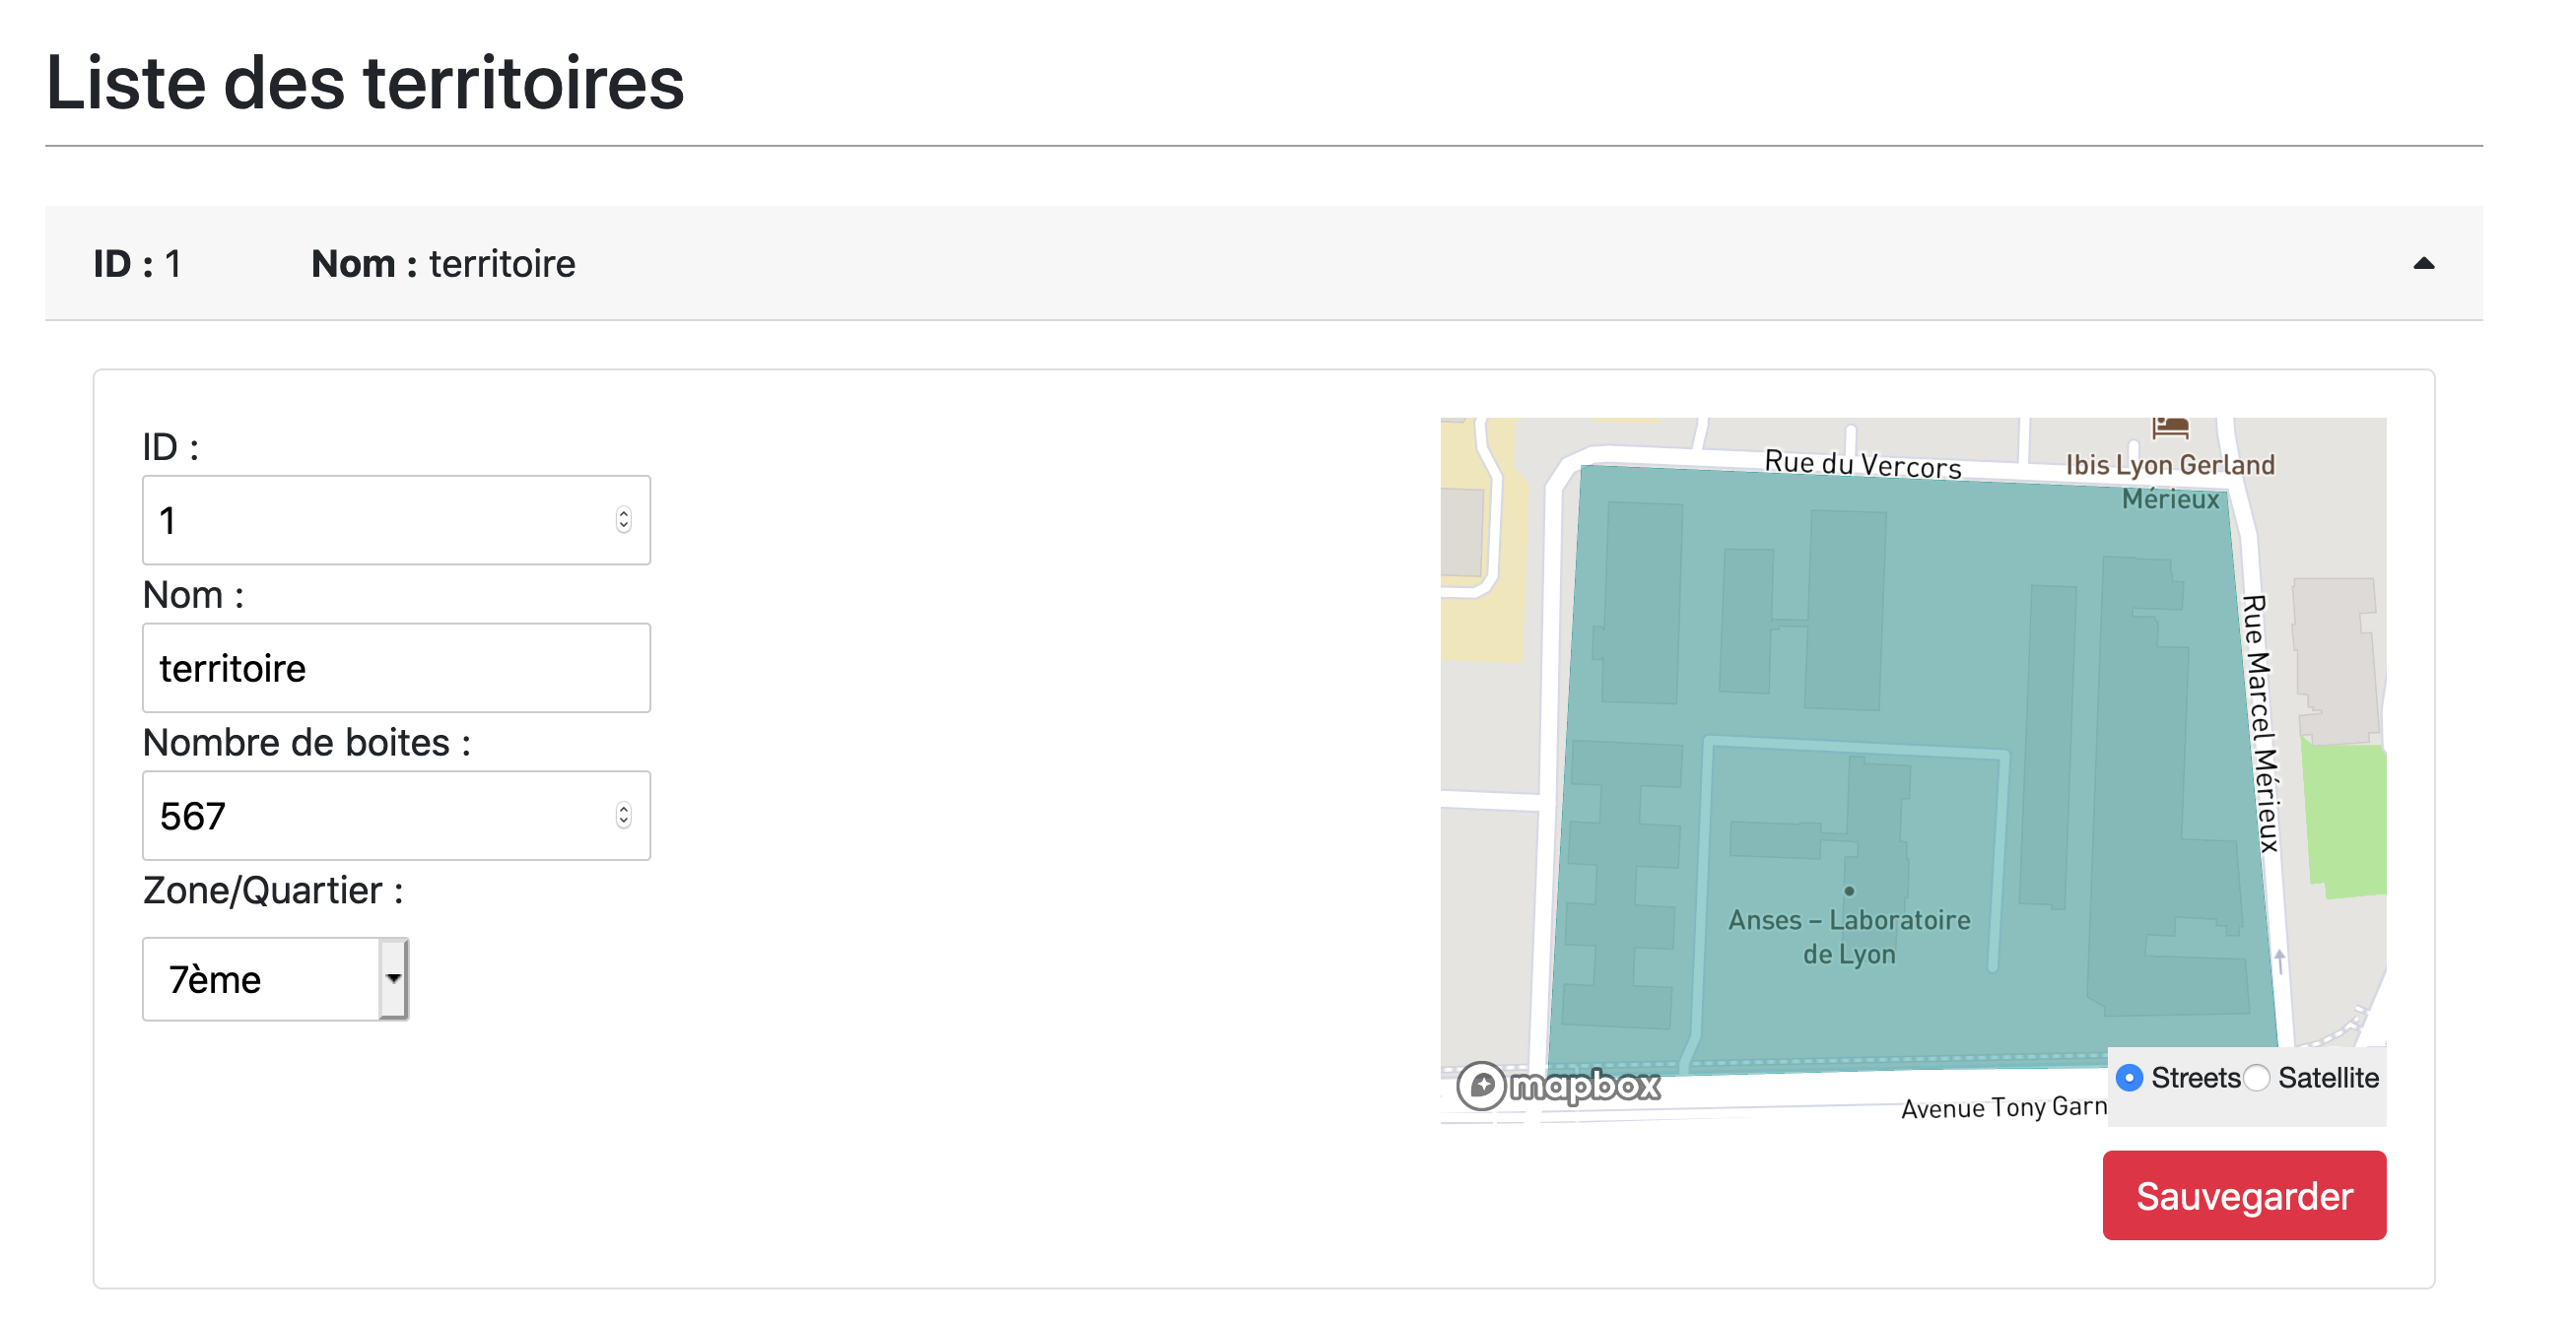 Liste des territoires
ID : 1 Nom : territoire
ID :
1
Nom :
territoire
Nombre de boites :
567
Zone/Quartier :
7ème
Rue du Vercors
Ibis Lyon Gerland
Mérieux
Rue Marcel Mérieux
Anses – Laboratoire
de Lyon
mapbox
Avenue Tony Garn
Streets Satellite
Sauvegarder